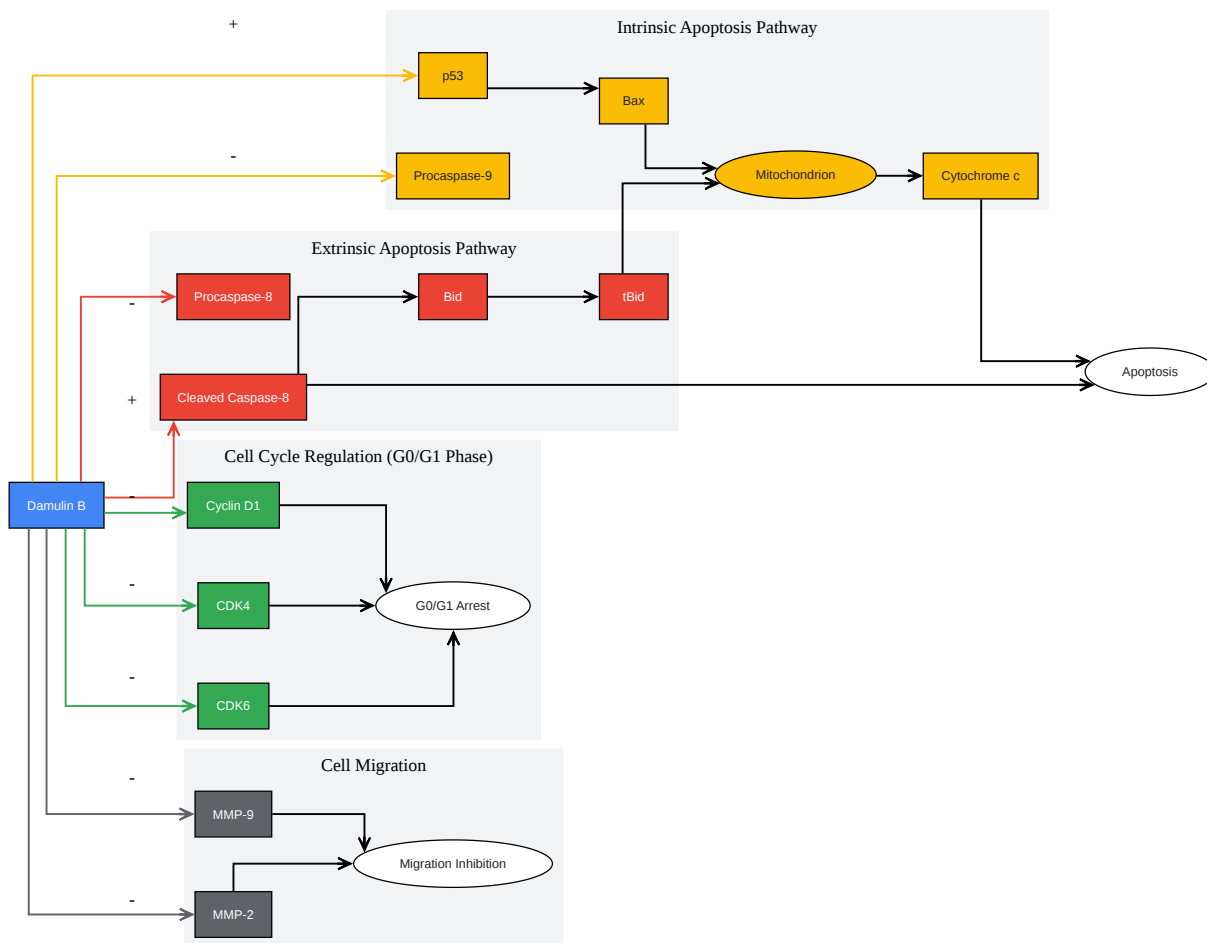 +
Intrinsic Apoptosis Pathway
p53
Bax
-
Procaspase-9
Mitochondrion
Cytochrome c
Extrinsic Apoptosis Pathway
-
Procaspase-8
Bid
tBid
+
Cleaved Caspase-8
Apoptosis
Cell Cycle Regulation (G0/G1 Phase)
Damulin B
-
Cyclin D1
-
CDK4
G0/G1 Arrest
-
CDK6
Cell Migration
-
MMP-9
Migration Inhibition
-
MMP-2